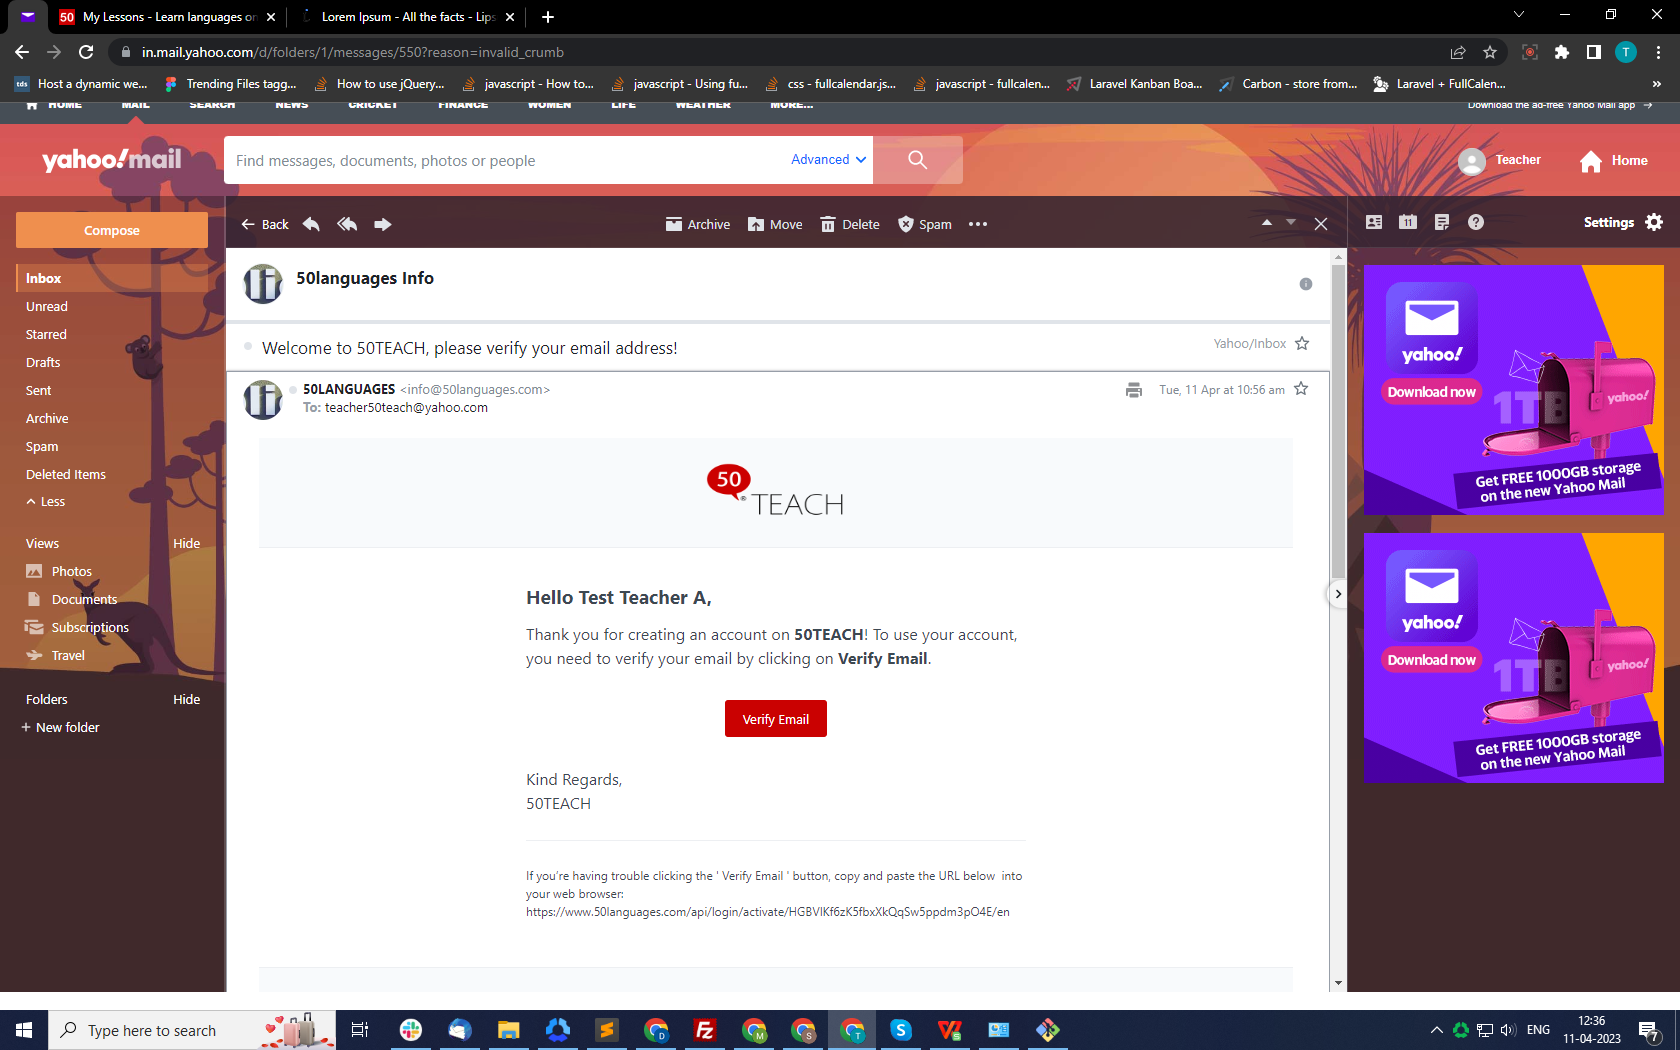 My Lessons - Learn languages on
Lorem Ipsum - All the facts - Lips
in.mail.yahoo.com/d/folders/1/messages/550?reason=invalid_crumb
T
tds Host a dynamic we...
Trending Files tagg...
How to use jQuery...
javascript - How to...
javascript - Using fu...
css - fullcalendar.js...
javascript - fullcalen...
Laravel Kanban Boa...
Carbon - store from...
Laravel + FullCalen...
»
HOME MAIL SEARCH NEWS CRICKET FINANCE WOMEN LIFE WEATHER MORE...
Download the ad-free Yahoo Mail app →
yahoo!mail
Find messages, documents, photos or people
Advanced
Teacher
Home
Compose
Back
Archive Move Delete Spam
11
Settings
Inbox
Unread
Starred
Drafts
Sent
Archive
Spam
Deleted Items
Less
Views Hide
Photos
Documents
Subscriptions
Travel
Folders Hide
+ New folder
50languages Info
Welcome to 50TEACH, please verify your email address!
Yahoo/Inbox
50LANGUAGES <info@50languages.com>
Tue, 11 Apr at 10:56 am
To: teacher50teach@yahoo.com
50
® TEACH
Hello Test Teacher A,
Thank you for creating an account on 50TEACH! To use your account,
you need to verify your email by clicking on Verify Email.
Verify Email
Kind Regards,
50TEACH
If you're having trouble clicking the ' Verify Email ' button, copy and paste the URL below into
your web browser:
https://www.50languages.com/api/login/activate/HGBVIKf6zK5fbxXkQqSw5ppdm3pO4E/en
yahoo!
Download now
1TB
yahoo!
Get FREE 1000GB storage
on the new Yahoo Mail
yahoo!
Download now
1TB
yahoo!
Get FREE 1000GB storage
on the new Yahoo Mail
Type here to search
ENG
12:36
11-04-2023
7